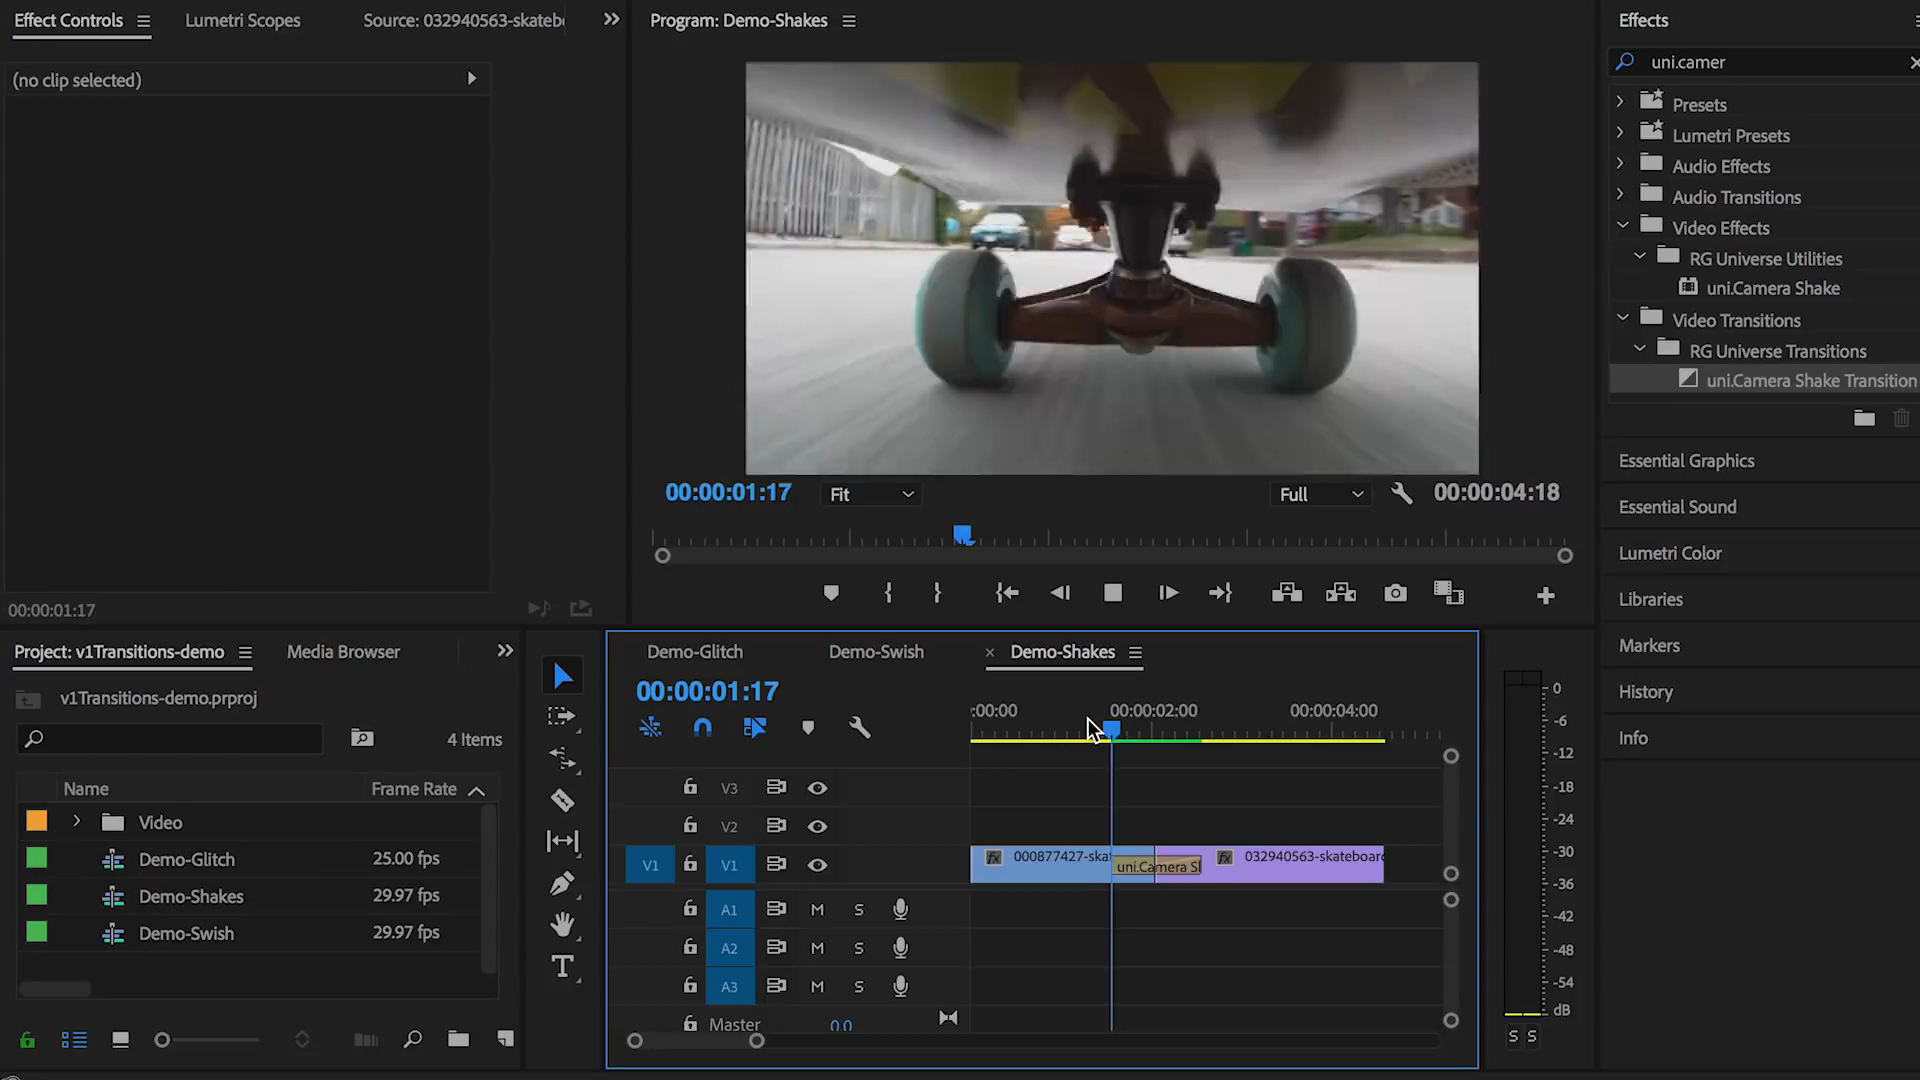 Effect Controls
Lumetri Scopes
Source: 032940563-skateb
Program: Demo-Shakes
Effects
(no clip selected)
uni.camer
Presets
Lumetri Presets
Audio Effects
Audio Transitions
Video Effects
RG Universe Utilities
uni.Camera Shake
Video Transitions
RG Universe Transitions
uni.Camera Shake Transition
Essential Graphics
Essential Sound
Lumetri Color
Libraries
Markers
History
Info
00:00:01:17
Fit
Full
00:00:04:18
00:00:01:17
Project: v1Transitions-demo
Media Browser
v1Transitions-demo.prproj
4 Items
Name
Frame Rate
Video
Demo-Glitch
25.00 fps
Demo-Shakes
29.97 fps
Demo-Swish
29.97 fps
Demo-Glitch
Demo-Swish
Demo-Shakes
00:00:01:17
:00:00
00:00:02:00
00:00:04:00
V3
V2
V1
V1
000877427-ska
uni.Camera Sl
032940563-skateboard
A1
M
S
A2
M
S
A3
M
S
Master
0.0
0
-6
-12
-18
-24
-30
-36
-42
-48
-54
dB
S
S